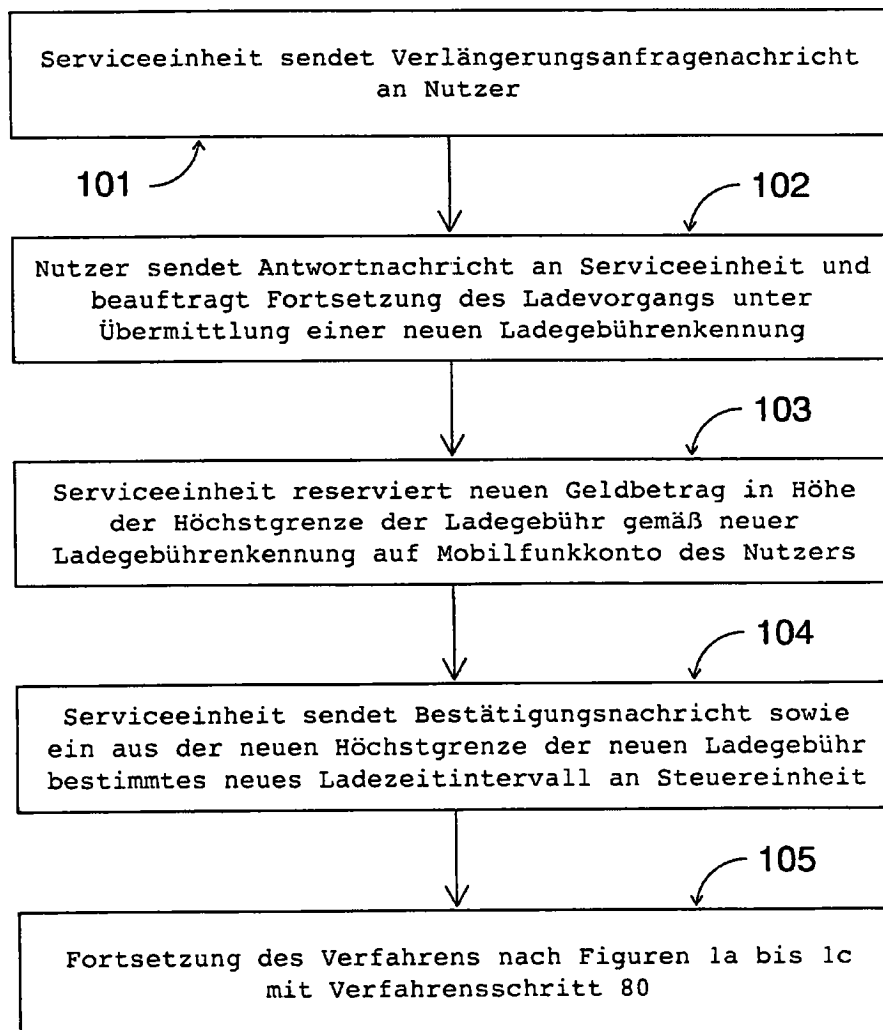 Serviceeinheit sendet Verlängerungsanfragenachricht
an Nutzer
101
102
Nutzer sendet Antwortnachricht an Serviceeinheit und
beauftragt Fortsetzung des Ladevorgangs unter
Übermittlung einer neuen Ladegebührenkennung
103
Serviceeinheit reserviert neuen Geldbetrag in Höhe
der Höchstgrenze der Ladegebühr gemäß neuer
Ladegebührenkennung auf Mobilfunkkonto des Nutzers
104
Serviceeinheit sendet Bestätigungsnachricht sowie
ein aus der neuen Höchstgrenze der neuen Ladegebühr
bestimmtes neues Ladezeitintervall an Steuereinheit
105
Fortsetzung des Verfahrens nach Figuren 1a bis 1c
mit Verfahrensschritt 80